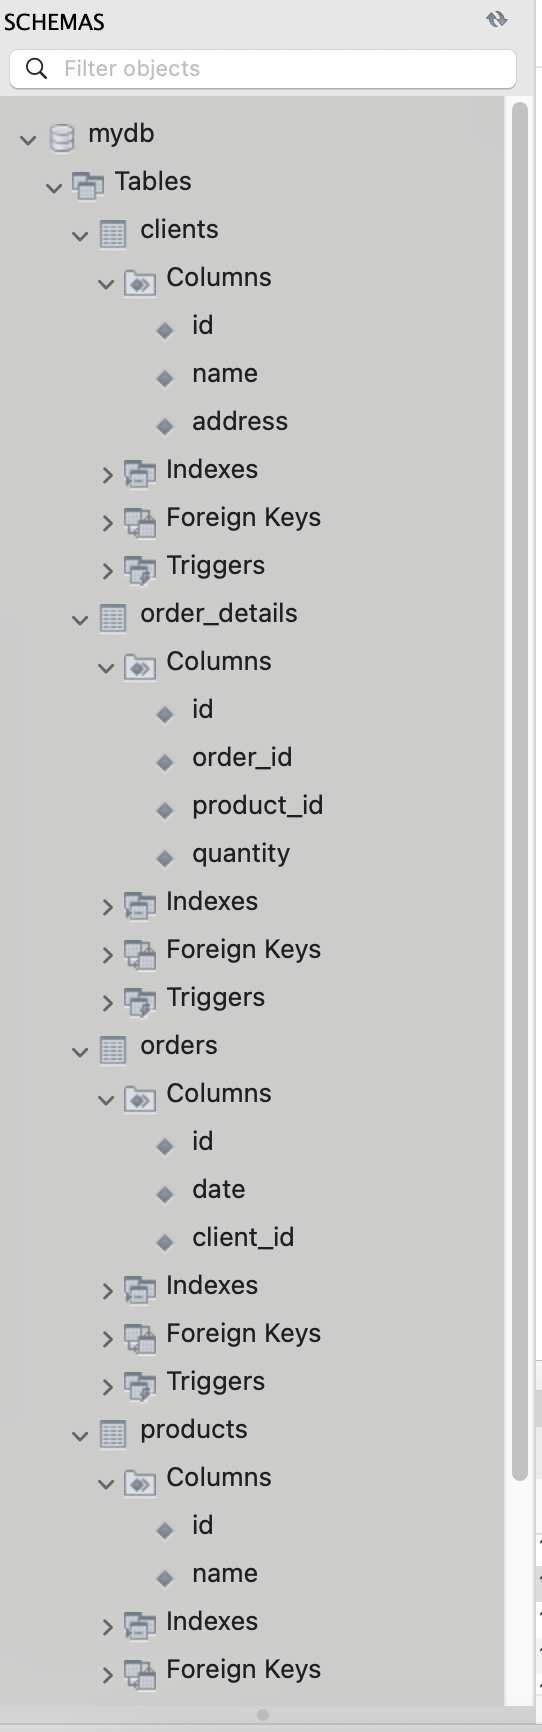 SCHEMAS
Filter objects
mydb
Tables
clients
Columns
id
name
address
Indexes
Foreign Keys
Triggers
order_details
Columns
id
order_id
product_id
quantity
Indexes
Foreign Keys
Triggers
orders
Columns
id
date
client_id
Indexes
Foreign Keys
Triggers
products
Columns
id
name
Indexes
Foreign Keys